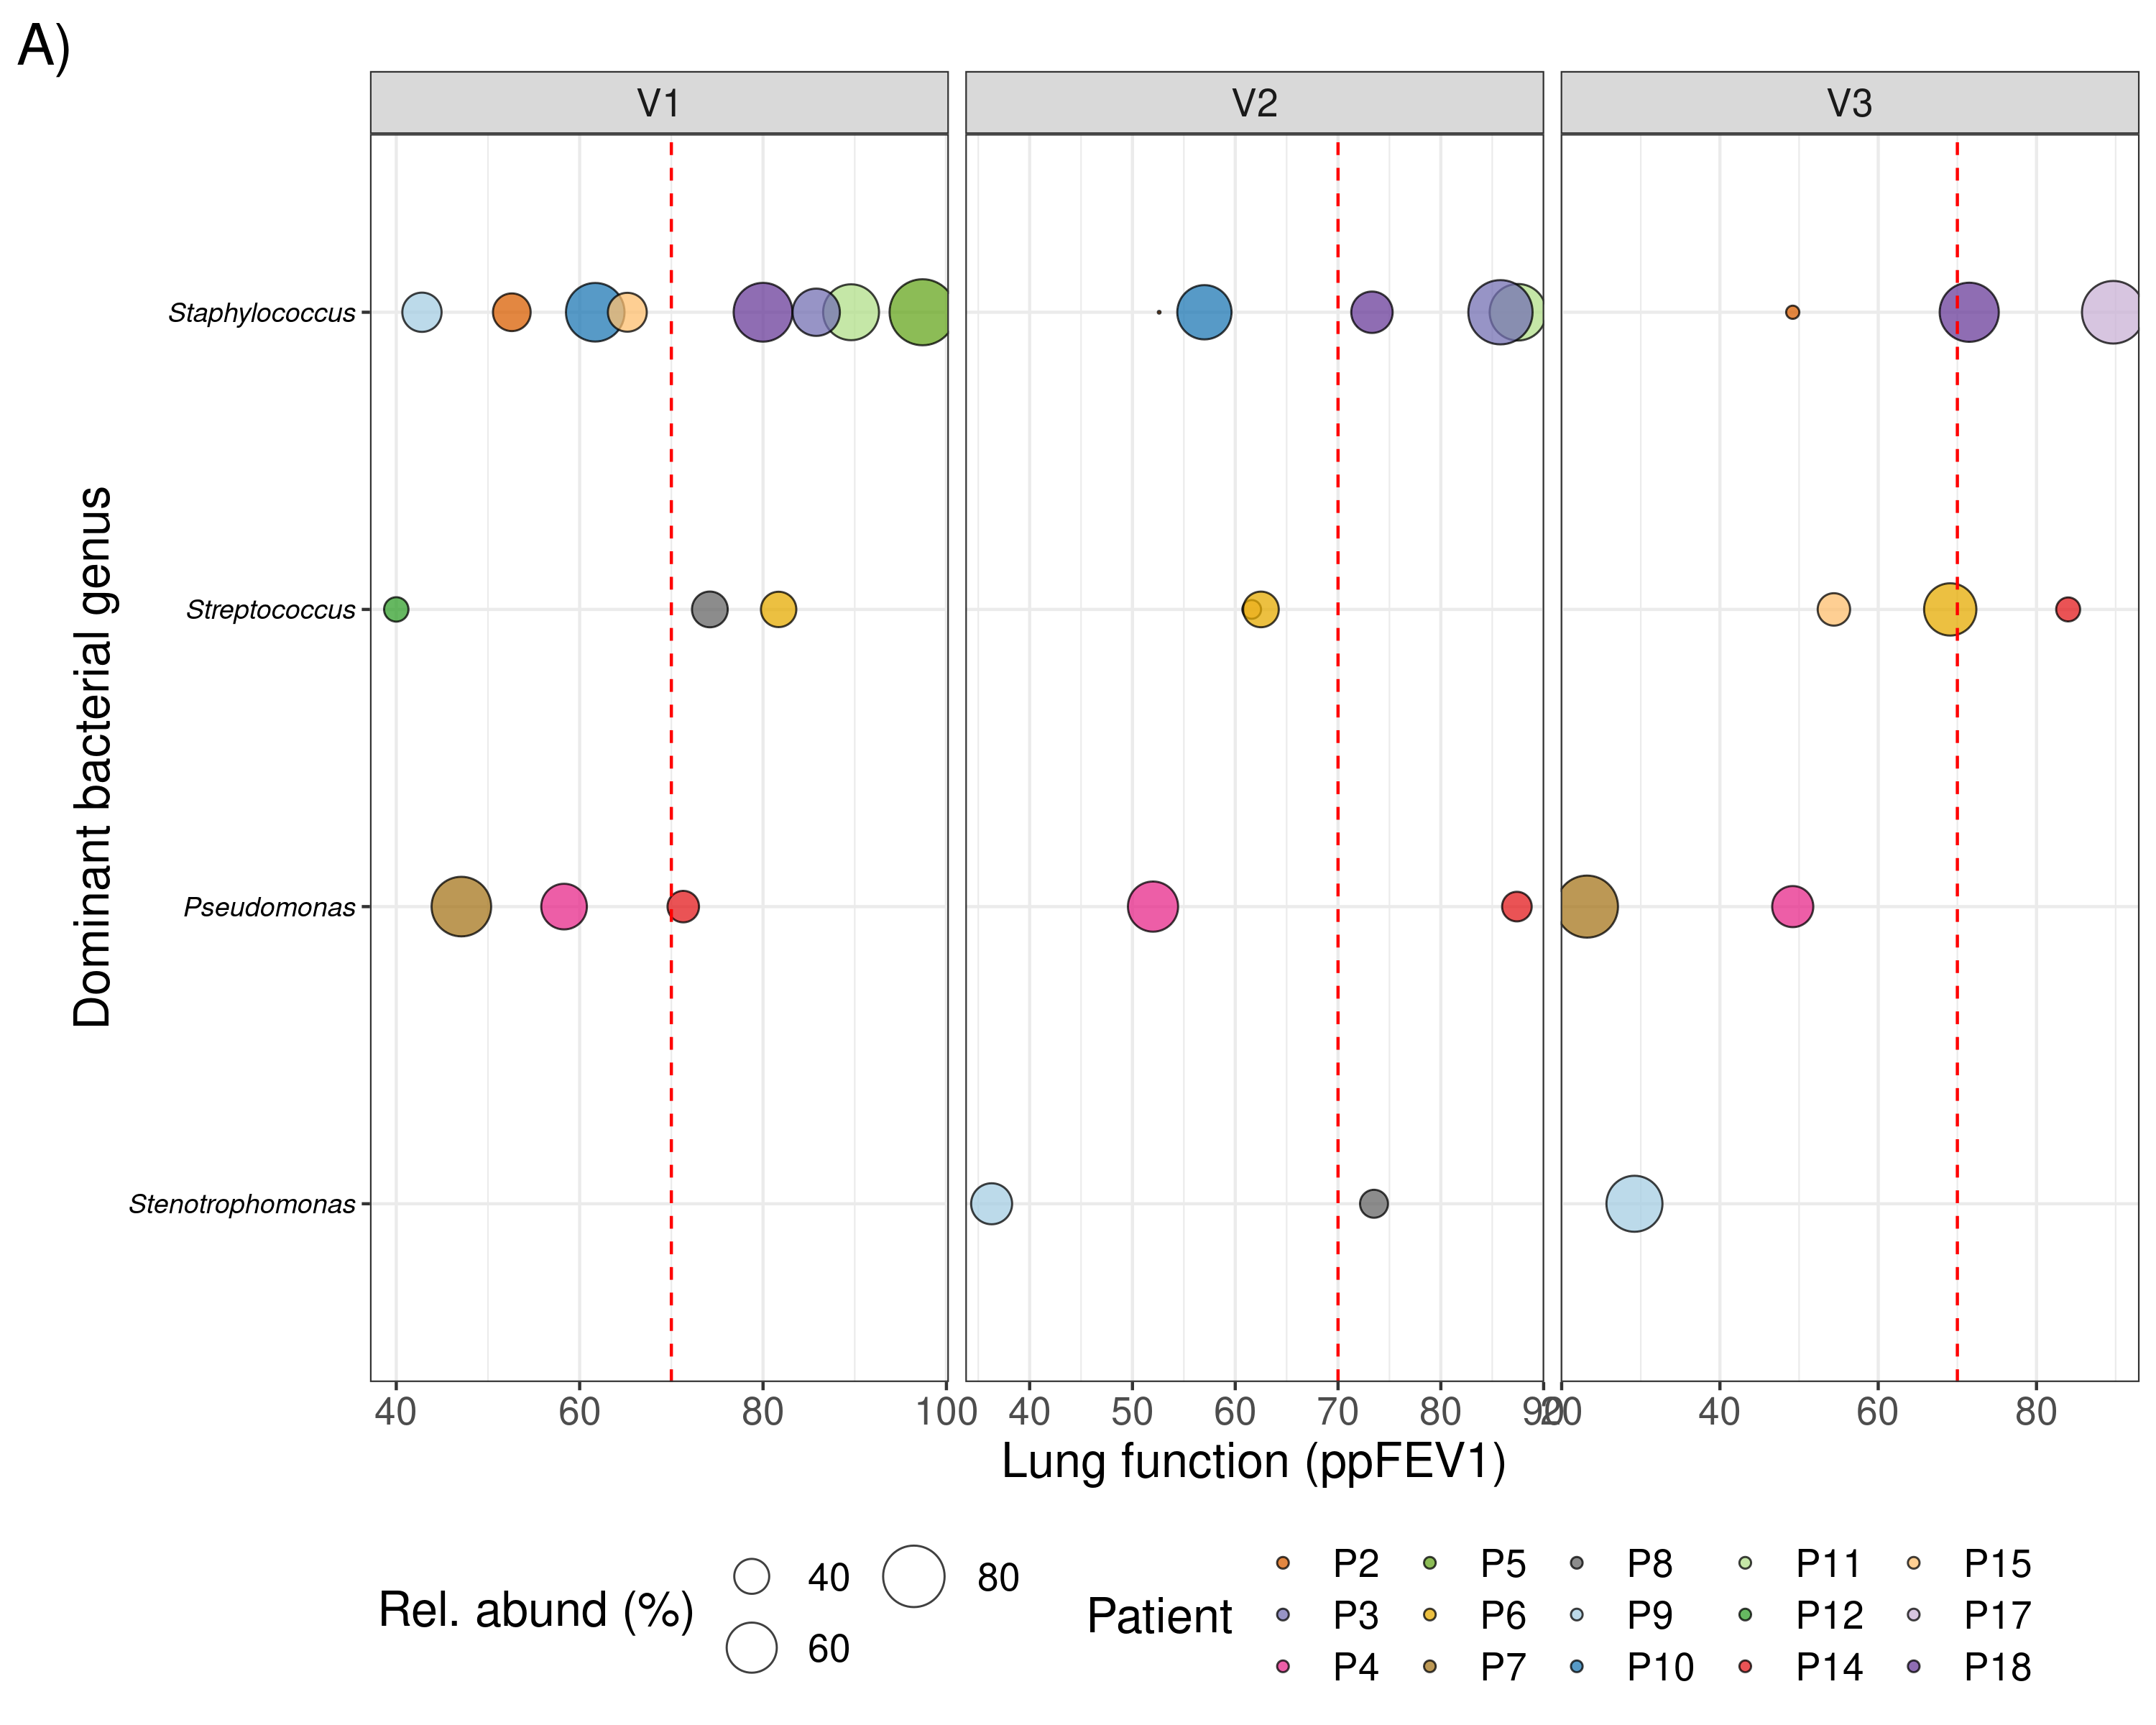 A)
V1 V2 V3
Dominant bacterial genus
Staphylococcus
Streptococcus
Pseudomonas
Stenotrophomonas
40 60 80 100 40 50 60 70 80 90 20 40 60 80
Lung function (ppFEV1)
Rel. abund (%) 40 80
60
Patient
P2 P5 P8 P11 P15
P3 P6 P9 P12 P17
P4 P7 P10 P14 P18